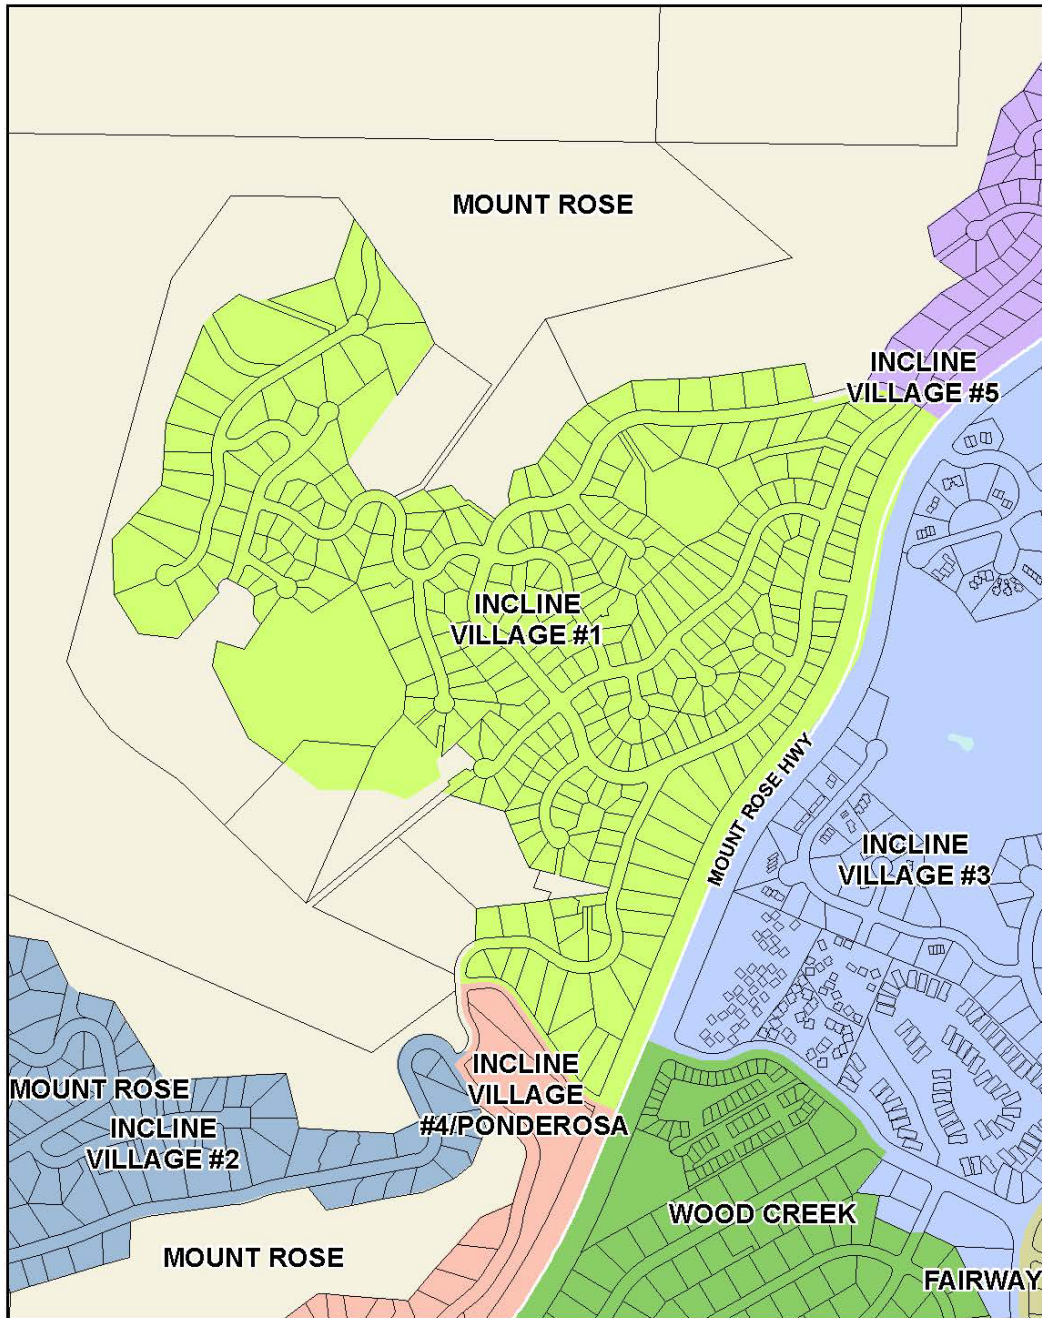 MOUNT ROSE
INCLINE
VILLAGE #5
INCLINE
VILLAGE #1
MOUNT ROSE HWY
INCLINE
VILLAGE #3
INCLINE
VILLAGE
#4/PONDEROSA
MOUNT ROSE
INCLINE
VILLAGE #2
WOOD CREEK
MOUNT ROSE
FAIRWAY